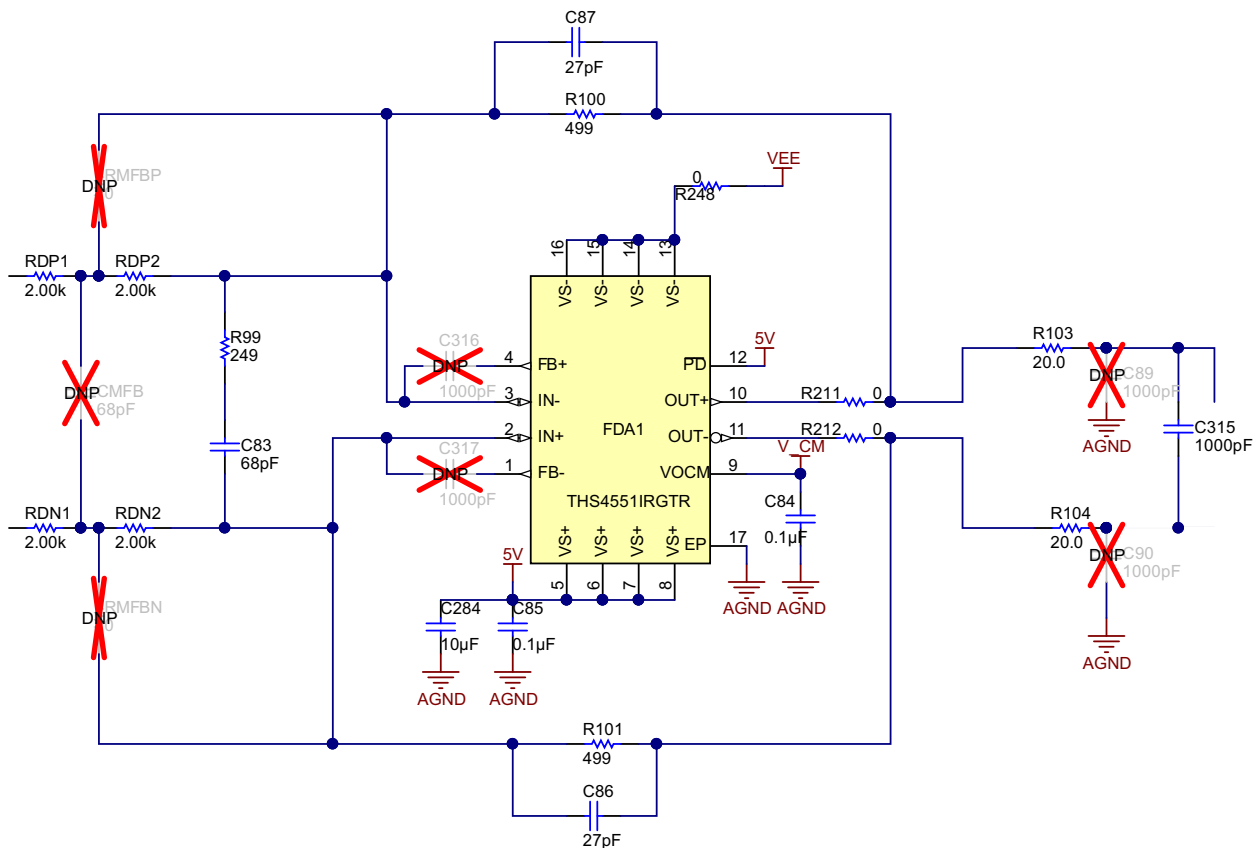 C87
27pF
R100
499
VEE
0
R248
DNP
RMFBP
0
16
15
14
13
VS-
VS-
VS-
VS-
RDP1
2.00k
RDP2
2.00k
R99
249
C316
DNP
1000pF
4
FB+
PD
12
5V
R103
20.0
DNP
C89
1000pF
AGND
CMFB
DNP
68pF
3
IN-
OUT+
10
R211
0
C315
1000pF
FDA1
C83
68pF
2
IN+
OUT-
11
R212
0
C317
DNP
1000pF
1
FB-
VOCM
9
V_CM
THS4551IRGTR
C84
0.1µF
RDN1
2.00k
RDN2
2.00k
R104
20.0
DNP
C90
1000pF
AGND
VS+
VS+
VS+
VS+
EP
17
5V
5
6
7
8
AGND
AGND
DNP
RMFBN
0
C284
10µF
C85
0.1µF
AGND
AGND
R101
499
C86
27pF